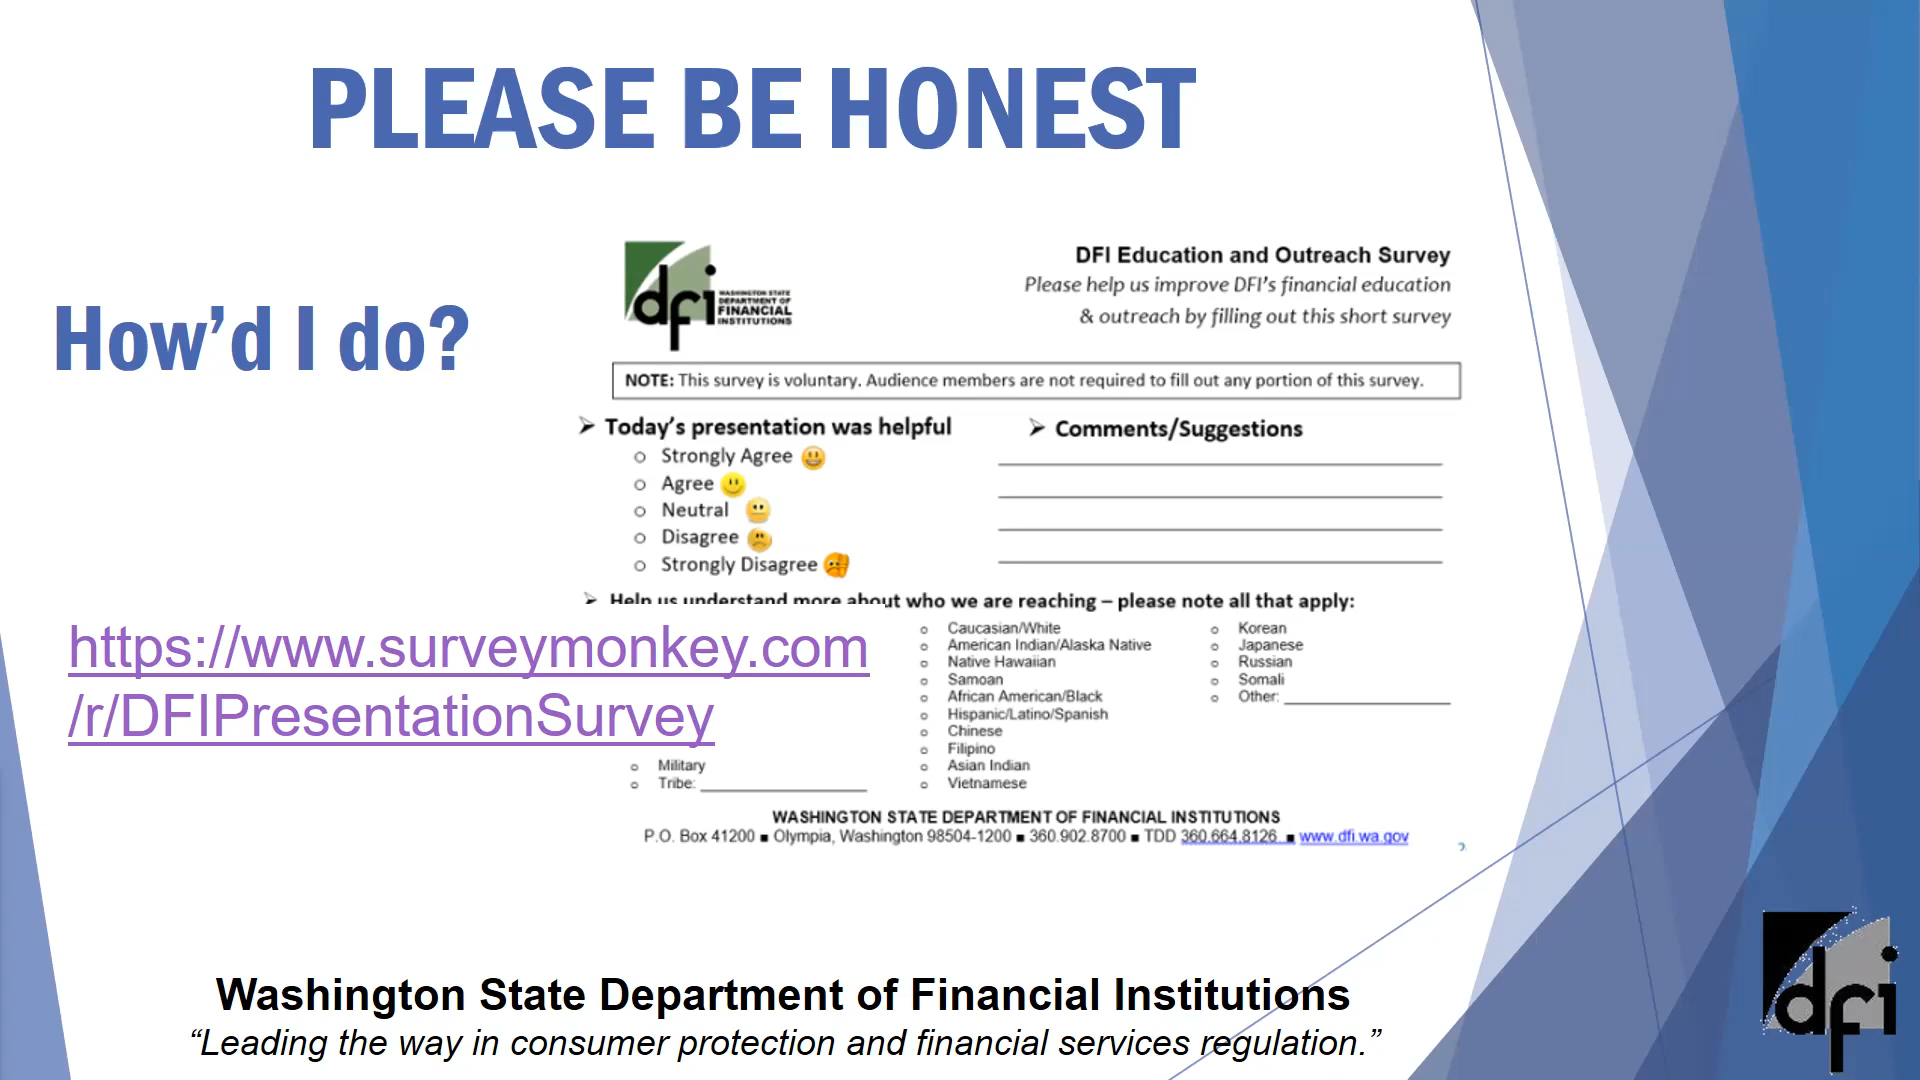 PLEASE BE HONEST
How’d I do?
dfi
WASHINGTON STATE
DEPARTMENT OF
FINANCIAL
INSTITUTIONS
DFI Education and Outreach Survey
Please help us improve DFI’s financial education
& outreach by filling out this short survey
NOTE: This survey is voluntary. Audience members are not required to fill out any portion of this survey.
➢ Today’s presentation was helpful
o Strongly Agree
o Agree
o Neutral
o Disagree
o Strongly Disagree
➢ Comments/Suggestions
➢ Help us understand more about who we are reaching – please note all that apply:
https://www.surveymonkey.com
/r/DFIPresentationSurvey
o Military
o Tribe:
o Caucasian/White
o American Indian/Alaska Native
o Native Hawaiian
o Samoan
o African American/Black
o Hispanic/Latino/Spanish
o Chinese
o Filipino
o Asian Indian
o Vietnamese
o Korean
o Japanese
o Russian
o Somali
o Other:
WASHINGTON STATE DEPARTMENT OF FINANCIAL INSTITUTIONS
P.O. Box 41200 ■ Olympia, Washington 98504-1200 ■ 360.902.8700 ■ TDD 360.664.8126 ■ www.dfi.wa.gov
Washington State Department of Financial Institutions
“Leading the way in consumer protection and financial services regulation.”
dfi